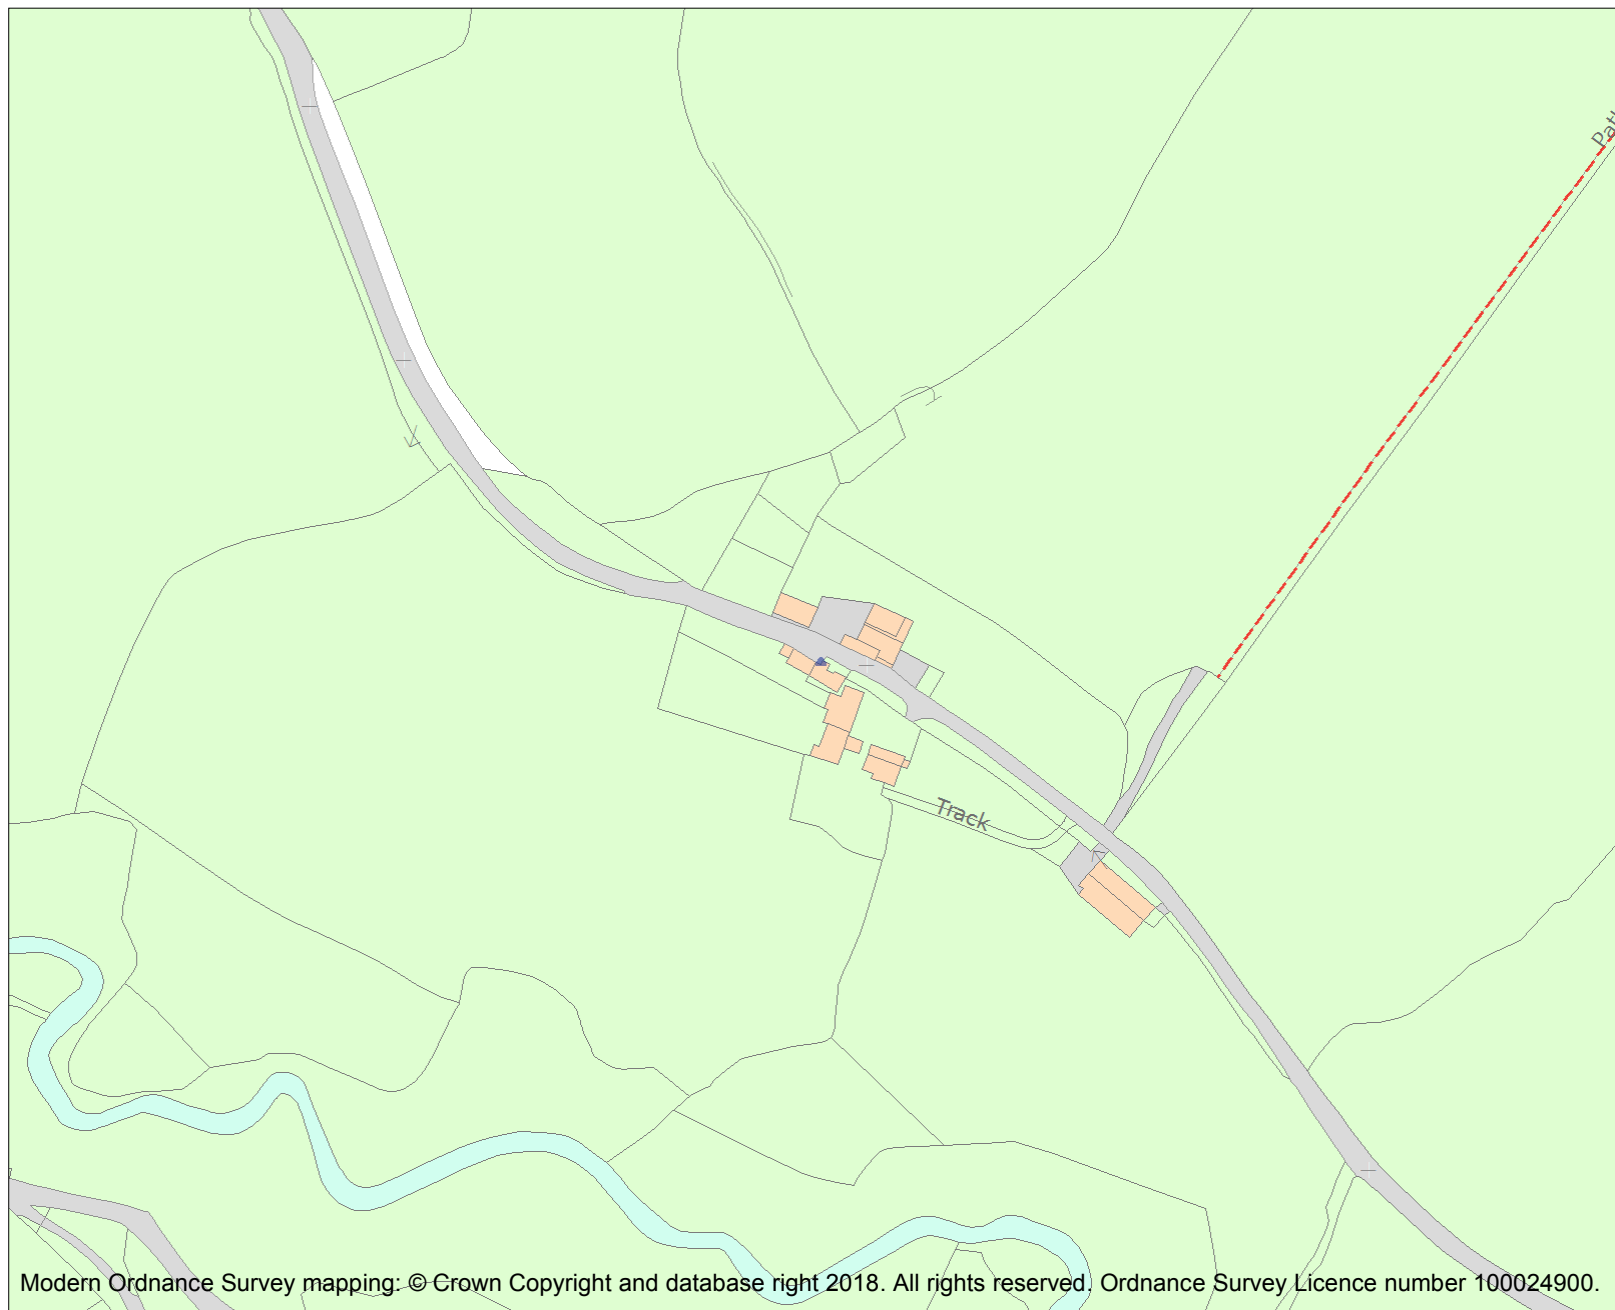 Track
Modern Ordnance Survey mapping: © Crown Copyright and database right 2018. All rights reserved. Ordnance Survey Licence number 100024900.